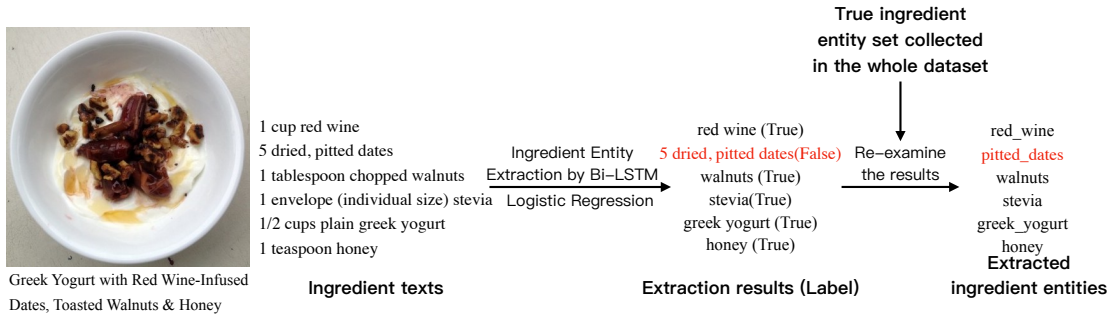 True ingredient
entity set collected
in the whole dataset
1 cup red wine
5 dried, pitted dates
1 tablespoon chopped walnuts
1 envelope (individual size) stevia
1/2 cups plain greek yogurt
1 teaspoon honey
Ingredient Entity
Extraction by Bi-LSTM
Logistic Regression
red wine (True)
5 dried, pitted dates(False)
walnuts (True)
stevia(True)
greek yogurt (True)
honey (True)
Re-examine
the results
red_wine
pitted_dates
walnuts
stevia
greek_yogurt
honey
Greek Yogurt with Red Wine-Infused
Dates, Toasted Walnuts & Honey
Ingredient texts
Extraction results (Label)
Extracted
ingredient entities